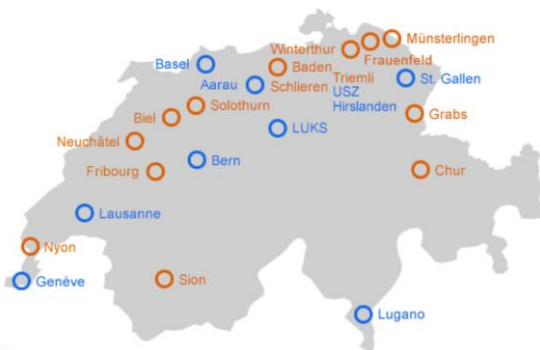 Münsterlingen
Winterthur
Frauenfeld
Basel
Baden
Aarau
Schlieren
Triemli
USZ
Hirslanden
St. Gallen
Solothurn
Biel
Grabs
LUKS
Neuchâtel
Bern
Fribourg
Chur
Lausanne
Nyon
Genève
Sion
Lugano